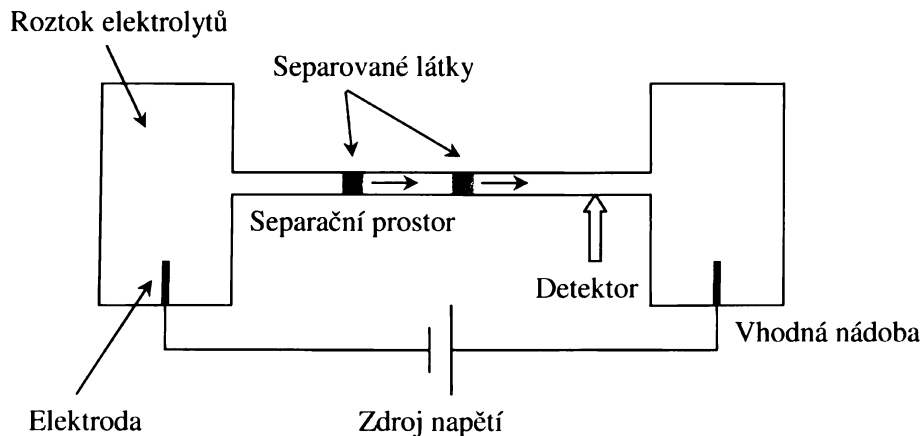 Roztok elektrolytů
Separované látky
Separační prostor
Detektor
Vhodná nádoba
Elektroda
Zdroj napětí